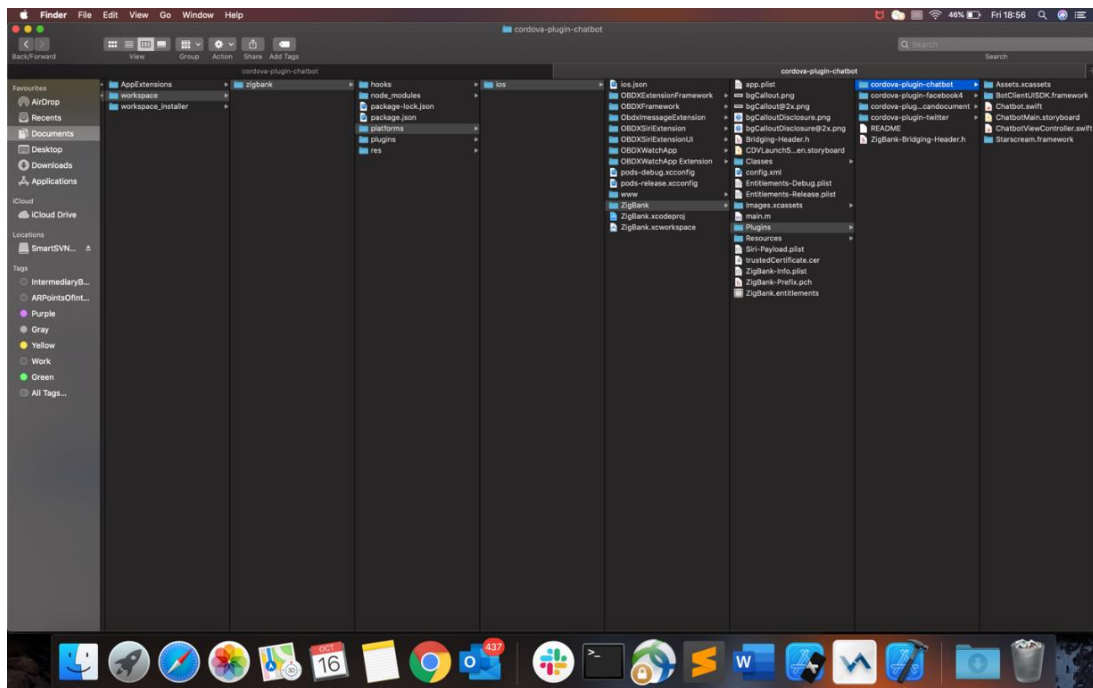 Finder File Edit View Go Window Help 46% Fri 18:56
cordova-plugin-chatbot
Back/Forward View Group Action Share Add Tags Search
Search
cordova-plugin-chatbot cordova-plugin-chatbot
Favourites
AirDrop
Recents
Documents
Desktop
Downloads
Applications
iCloud
iCloud Drive
Locations
SmartSVN...
Tags
IntermediaryB...
ARPointsOfInt...
Purple
Gray
Yellow
Work
Green
All Tags...
AppExtensions
workspace
workspace_installer
zigbank
hooks
node_modules
package-lock.json
package.json
platforms
plugins
res
ios
ios.json
OBDXExtensionFramework
OBDXFramework
ObdxImessageExtension
OBDXSiriExtension
OBDXSiriExtensionUI
OBDXWatchApp
OBDXWatchApp Extension
pods-debug.xcconfig
pods-release.xcconfig
www
ZigBank
ZigBank.xcodeproj
ZigBank.xcworkspace
app.plist
bgCallout.png
bgCallout@2x.png
bgCalloutDisclosure.png
bgCalloutDisclosure@2x.png
Bridging-Header.h
CDVLaunchS...en.storyboard
Classes
config.xml
Entitlements-Debug.plist
Entitlements-Release.plist
Images.xcassets
main.m
Plugins
Resources
Siri-Payload.plist
trustedCertificate.cer
ZigBank-Info.plist
ZigBank-Prefix.pch
ZigBank.entitlements
cordova-plugin-chatbot
cordova-plugin-facebook4
cordova-plug...candocument
cordova-plugin-twitter
README
ZigBank-Bridging-Header.h
Assets.xcassets
BotClientUISDK.framework
Chatbot.swift
ChatbotMain.storyboard
ChatbotViewController.swift
Starscream.framework
OCT
16
437
W